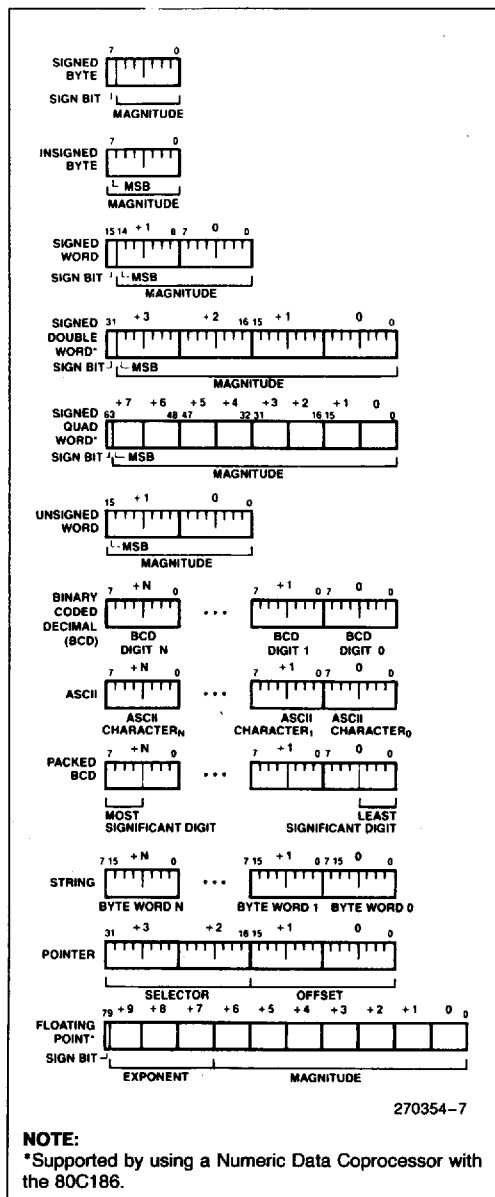 7 0
SIGNED
BYTE
SIGN BIT
MAGNITUDE
7 0
INSIGNED
BYTE
MSB
MAGNITUDE
15 14 +1 8 7 0 0
SIGNED
WORD
SIGN BIT MSB
MAGNITUDE
31 +3 +2 16 15 +1 0 0
SIGNED
DOUBLE
WORD*
SIGN BIT MSB
MAGNITUDE
+7 +6 +5 +4 +3 +2 +1 0
63 48 47 32 31 16 15 0
SIGNED
QUAD
WORD*
SIGN BIT MSB
MAGNITUDE
15 +1 0 0
UNSIGNED
WORD
MSB
MAGNITUDE
7 +N 0 7 +1 0 7 0 0
BINARY
CODED
DECIMAL
(BCD)
...
BCD BCD BCD
DIGIT N DIGIT 1 DIGIT 0
7 +N 0 7 +1 0 7 0 0
ASCII ...
ASCII ASCII ASCII
CHARACTERN CHARACTER1 CHARACTER0
7 +N 0 7 +1 0 7 0 0
PACKED
BCD
...
MOST LEAST
SIGNIFICANT DIGIT SIGNIFICANT DIGIT
7 15 +N 0 7 15 +1 0 7 15 0 0
STRING ...
BYTE WORD N BYTE WORD 1 BYTE WORD 0
31 +3 +2 16 15 +1 0 0
POINTER
SELECTOR OFFSET
79 +9 +8 +7 +6 +5 +4 +3 +2 +1 0 0
FLOATING
POINT*
SIGN BIT
EXPONENT MAGNITUDE
270354-7
NOTE:
*Supported by using a Numeric Data Coprocessor with
the 80C186.